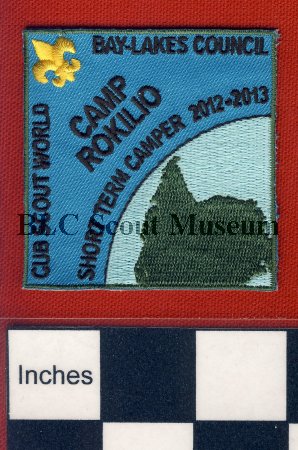 BAY-LAKES COUNCIL
CUB SCOUT WORLD
CAMP
ROKILIO
SHORT-TERM CAMPER 2012-2013
BLC Scout Museum
Inches